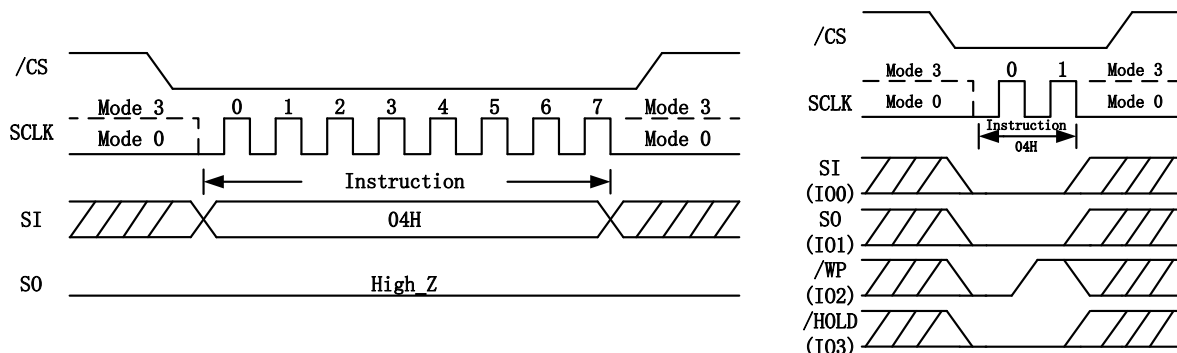 /CS
Mode 3 0 1 2 3 4 5 6 7 Mode 3
SCLK Mode 0 Mode 0
Instruction
SI 04H
SO High_Z
/CS
Mode 3 0 1 Mode 3
SCLK Mode 0 Mode 0
Instruction
04H
SI
(IO0)
SO
(IO1)
/WP
(IO2)
/HOLD
(IO3)